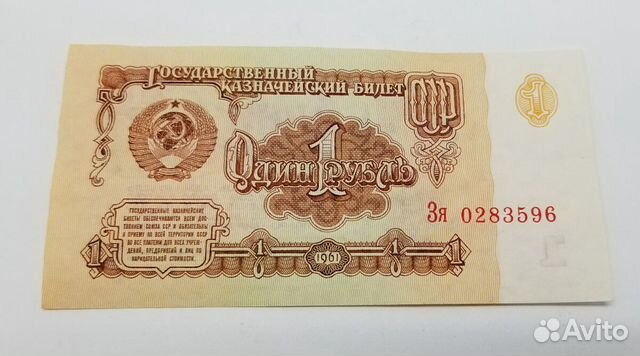 Государственный
казначейский билет
СССР
1
Один 1 рубль
Государственные казначейские
билеты обеспечиваются всем дос-
тоянием Союза ССР и обязательны
к приему на всей территории СССР
во все платежи для всех учреж-
дений, предприятий и лиц по
нарицательной стоимости.
Зя 0283596
1
1
1961
1
1
Avito